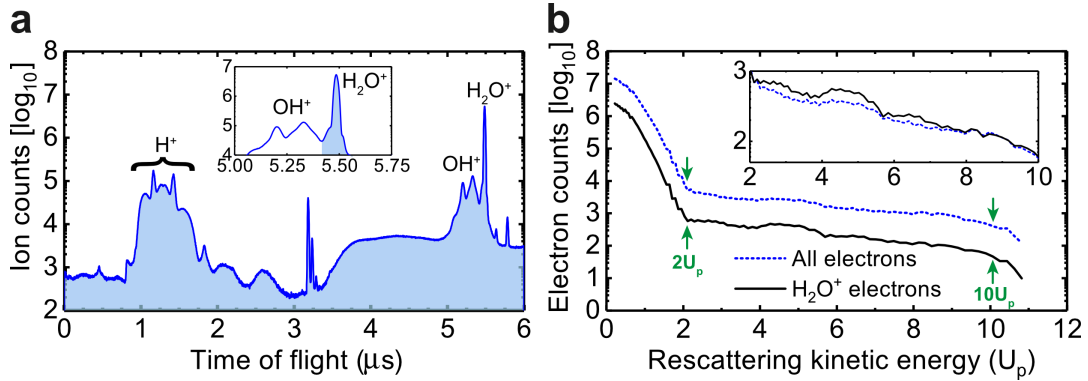 a
Ion counts [log₁₀]
8
7
6
5
4
3
2
0 1 2 3 4 5 6
Time of flight (μs)
H⁺
OH⁺
H₂O⁺
7
6
5
4
5.00 5.25 5.50 5.75
OH⁺
H₂O⁺
b
Electron counts [log₁₀]
8
7
6
5
4
3
2
1
0
0 2 4 6 8 10 12
Rescattering kinetic energy (Uₚ)
2Uₚ
10Uₚ
All electrons
H₂O⁺ electrons
3
2
2 4 6 8 10